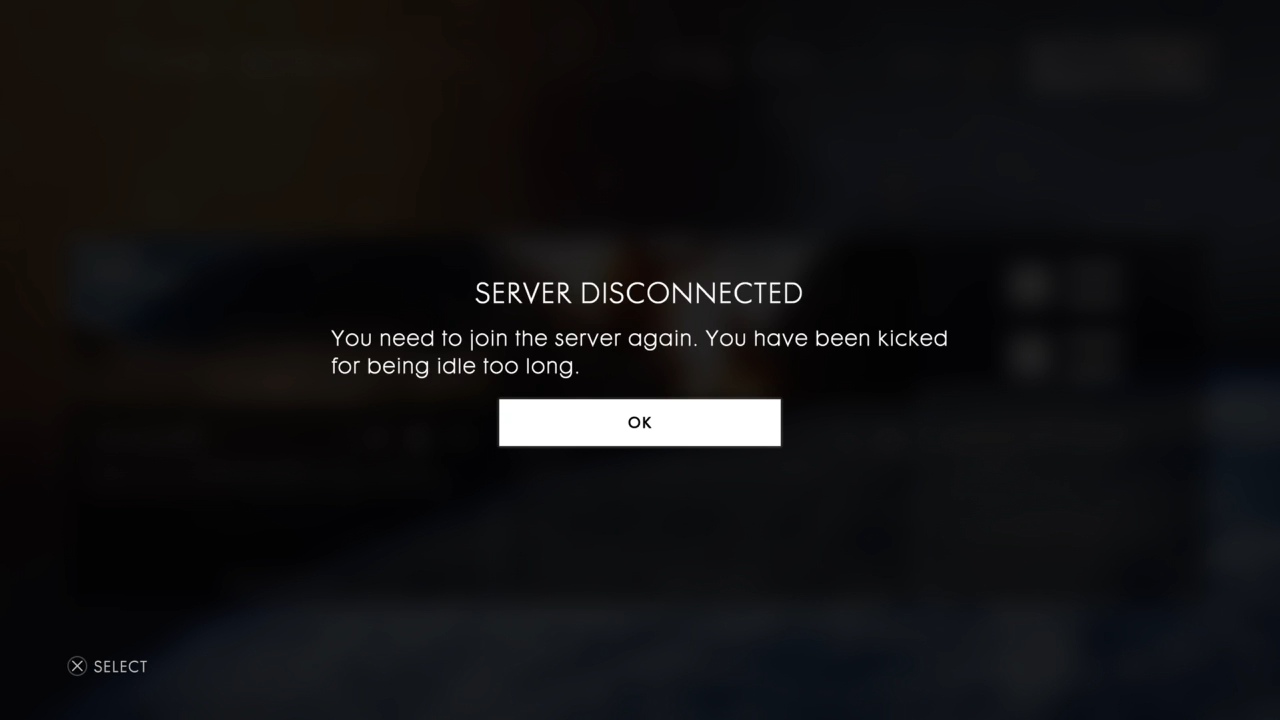 SERVER DISCONNECTED
You need to join the server again. You have been kicked
for being idle too long.
OK
SELECT